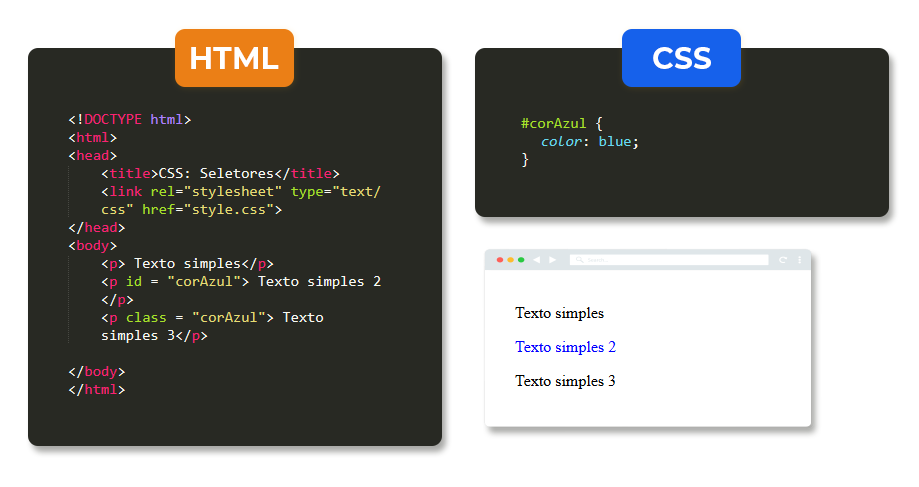 HTML
<!DOCTYPE html>
<html>
<head>
<title>CSS: Seletores</title>
<link rel="stylesheet" type="text/
css" href="style.css">
</head>
<body>
<p> Texto simples</p>
<p id = "corAzul"> Texto simples 2
</p>
<p class = "corAzul"> Texto
simples 3</p>
</body>
</html>
CSS
#corAzul {
color: blue;
}
Texto simples
Texto simples 2
Texto simples 3